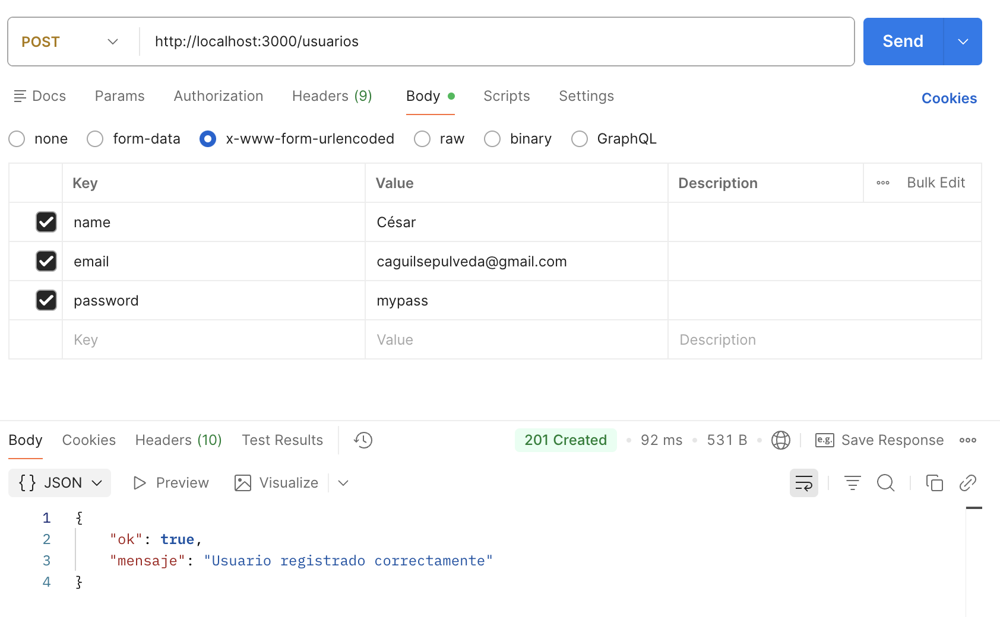 POST http://localhost:3000/usuarios Send
Docs Params Authorization Headers (9) Body Scripts Settings Cookies
none form-data x-www-form-urlencoded raw binary GraphQL
Key Value Description Bulk Edit
name César
email caguilsepulveda@gmail.com
password mypass
Key Value Description
Body Cookies Headers (10) Test Results 201 Created 92 ms 531 B e.g. Save Response
{ } JSON Preview Visualize
1 {
2 "ok": true,
3 "mensaje": "Usuario registrado correctamente"
4 }